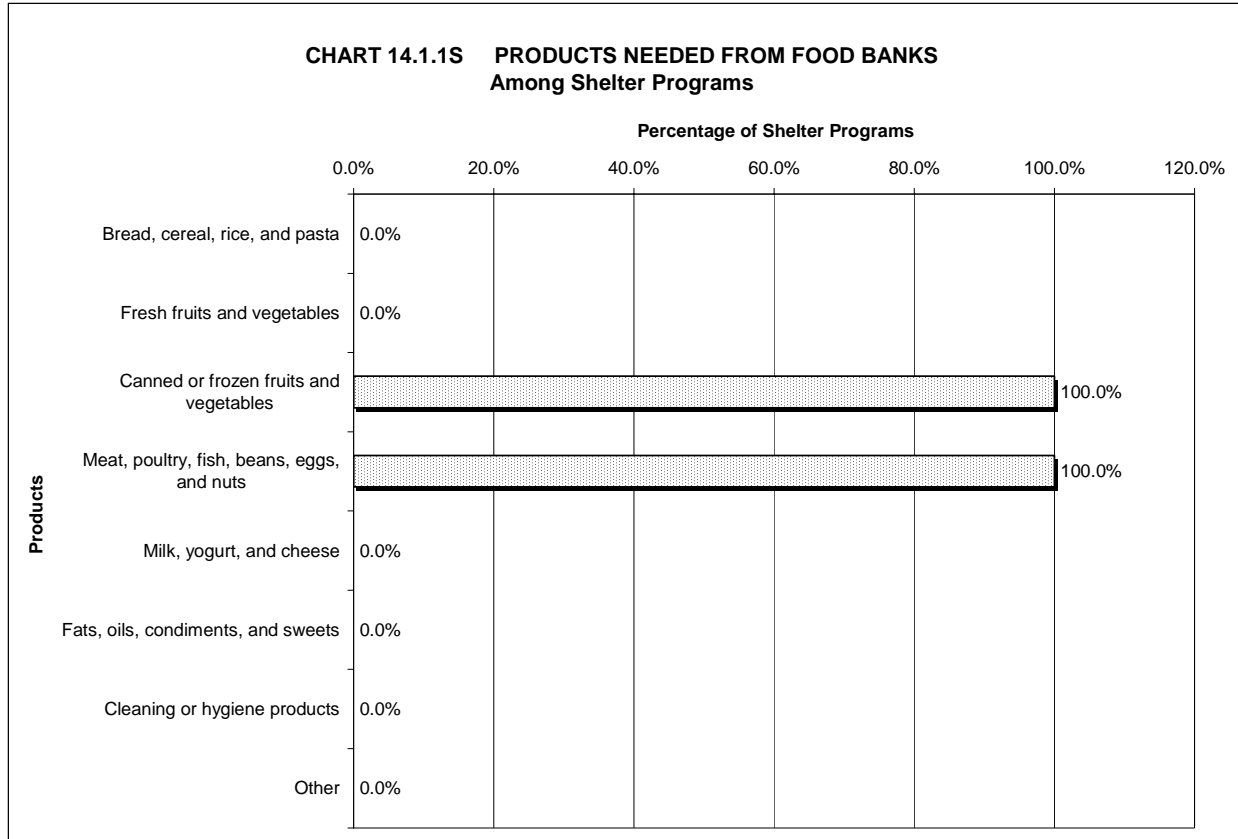 CHART 14.1.1S PRODUCTS NEEDED FROM FOOD BANKS
Among Shelter Programs
Percentage of Shelter Programs
0.0% 20.0% 40.0% 60.0% 80.0% 100.0% 120.0%
Products
Bread, cereal, rice, and pasta 0.0%
Fresh fruits and vegetables 0.0%
Canned or frozen fruits and
vegetables 100.0%
Meat, poultry, fish, beans, eggs,
and nuts 100.0%
Milk, yogurt, and cheese 0.0%
Fats, oils, condiments, and sweets 0.0%
Cleaning or hygiene products 0.0%
Other 0.0%